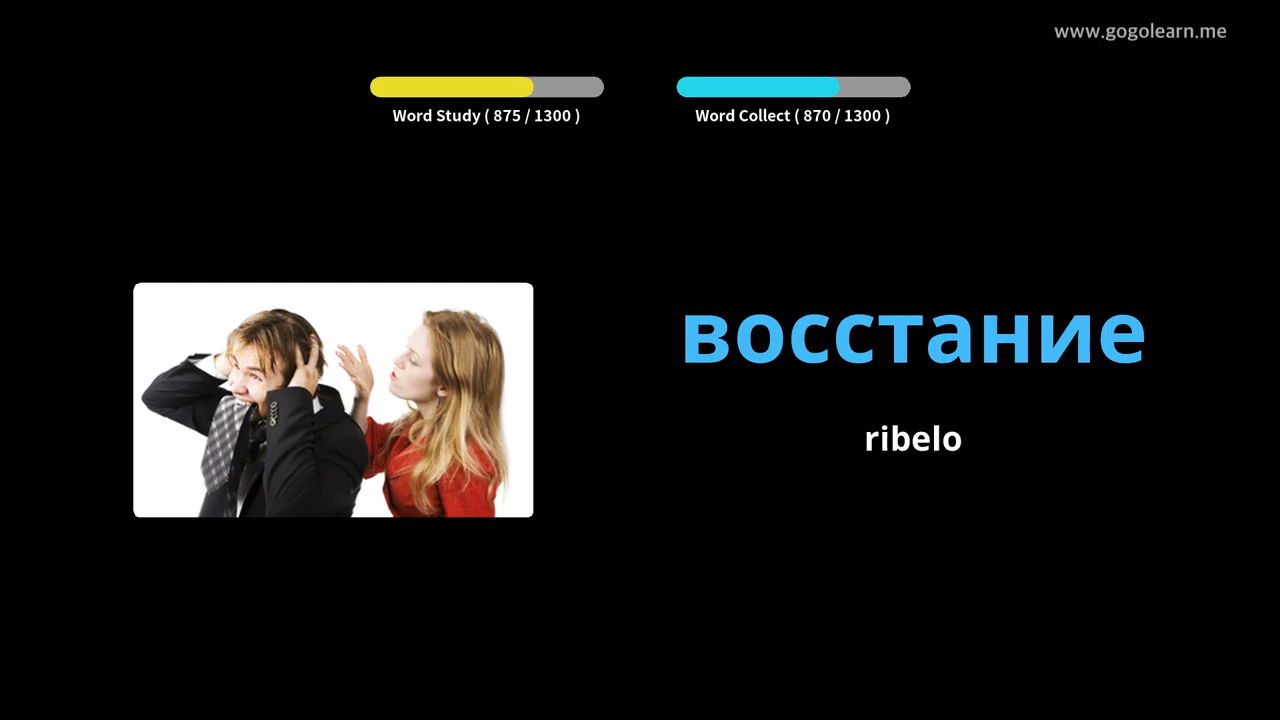 www.gogolearn.me
Word Study ( 875 / 1300 )
Word Collect ( 870 / 1300 )
восстание
ribelo